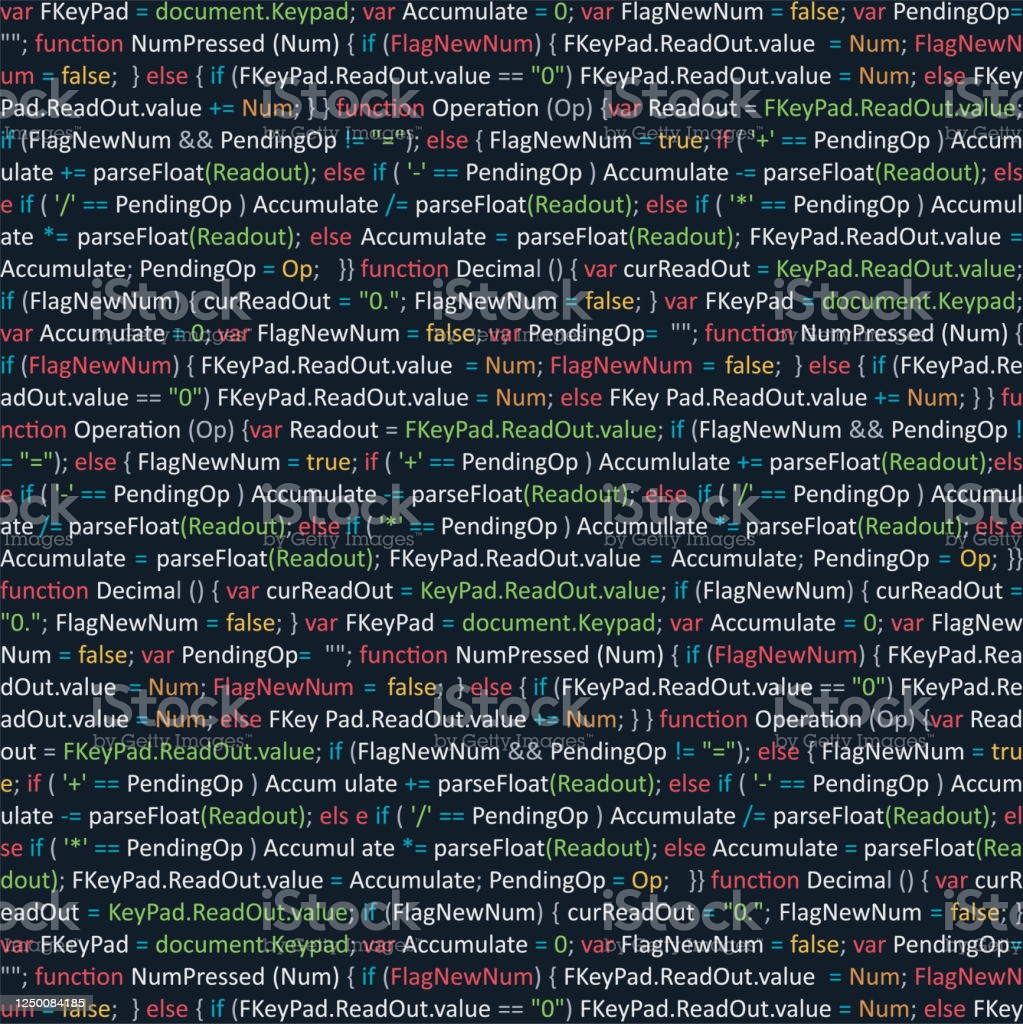 var FKeyPad = document.Keypad; var Accumulate = 0; var FlagNewNum = false; var PendingOp=
""; function NumPressed (Num) { if (FlagNewNum) { FKeyPad.ReadOut.value = Num; FlagNewN
um = false; } else { if (FKeyPad.ReadOut.value == "0") FKeyPad.ReadOut.value = Num; else FKey
Pad.ReadOut.value += Num; } } function Operation (Op) {var Readout = FKeyPad.ReadOut.value;
if (FlagNewNum && PendingOp != "="); else { FlagNewNum = true; if ( '+' == PendingOp ) Accum
ulate += parseFloat(Readout); else if ( '-' == PendingOp ) Accumulate -= parseFloat(Readout); els
e if ( '/' == PendingOp ) Accumulate /= parseFloat(Readout); else if ( '*' == PendingOp ) Accumul
ate *= parseFloat(Readout); else Accumulate = parseFloat(Readout); FKeyPad.ReadOut.value =
Accumulate; PendingOp = Op; }} function Decimal () { var curReadOut = KeyPad.ReadOut.value;
if (FlagNewNum) { curReadOut = "0."; FlagNewNum = false; } var FKeyPad = document.Keypad;
var Accumulate = 0; var FlagNewNum = false; var PendingOp= ""; function NumPressed (Num) {
if (FlagNewNum) { FKeyPad.ReadOut.value = Num; FlagNewNum = false; } else { if (FKeyPad.Re
adOut.value == "0") FKeyPad.ReadOut.value = Num; else FKey Pad.ReadOut.value += Num; } } fu
nction Operation (Op) {var Readout = FKeyPad.ReadOut.value; if (FlagNewNum && PendingOp !
= "="); else { FlagNewNum = true; if ( '+' == PendingOp ) Accumlulate += parseFloat(Readout);els
e if ( '-' == PendingOp ) Accumulate -= parseFloat(Readout); else if ( '/' == PendingOp ) Accumul
ate /= parseFloat(Readout); else if ( '*' == PendingOp ) Accumullate *= parseFloat(Readout); els e
Accumulate = parseFloat(Readout); FKeyPad.ReadOut.value = Accumulate; PendingOp = Op; }}
function Decimal () { var curReadOut = KeyPad.ReadOut.value; if (FlagNewNum) { curReadOut =
"0."; FlagNewNum = false; } var FKeyPad = document.Keypad; var Accumulate = 0; var FlagNew
Num = false; var PendingOp= ""; function NumPressed (Num) { if (FlagNewNum) { FKeyPad.Rea
dOut.value = Num; FlagNewNum = false; } else { if (FKeyPad.ReadOut.value == "0") FKeyPad.Re
adOut.value = Num; else FKey Pad.ReadOut.value += Num; } } function Operation (Op) {var Read
out = FKeyPad.ReadOut.value; if (FlagNewNum && PendingOp != "="); else { FlagNewNum = tru
e; if ( '+' == PendingOp ) Accum ulate += parseFloat(Readout); else if ( '-' == PendingOp ) Accum
ulate -= parseFloat(Readout); els e if ( '/' == PendingOp ) Accumulate /= parseFloat(Readout); el
se if ( '*' == PendingOp ) Accumul ate *= parseFloat(Readout); else Accumulate = parseFloat(Rea
dout); FKeyPad.ReadOut.value = Accumulate; PendingOp = Op; }} function Decimal () { var curR
eadOut = KeyPad.ReadOut.value; if (FlagNewNum) { curReadOut = "0."; FlagNewNum = false; }
var FKeyPad = document.Keypad; var Accumulate = 0; var FlagNewNum = false; var PendingOp=
""; function NumPressed (Num) { if (FlagNewNum) { FKeyPad.ReadOut.value = Num; FlagNewN
um = false; } else { if (FKeyPad.ReadOut.value == "0") FKeyPad.ReadOut.value = Num; else FKey
iStock
by Getty Images™
1250084185